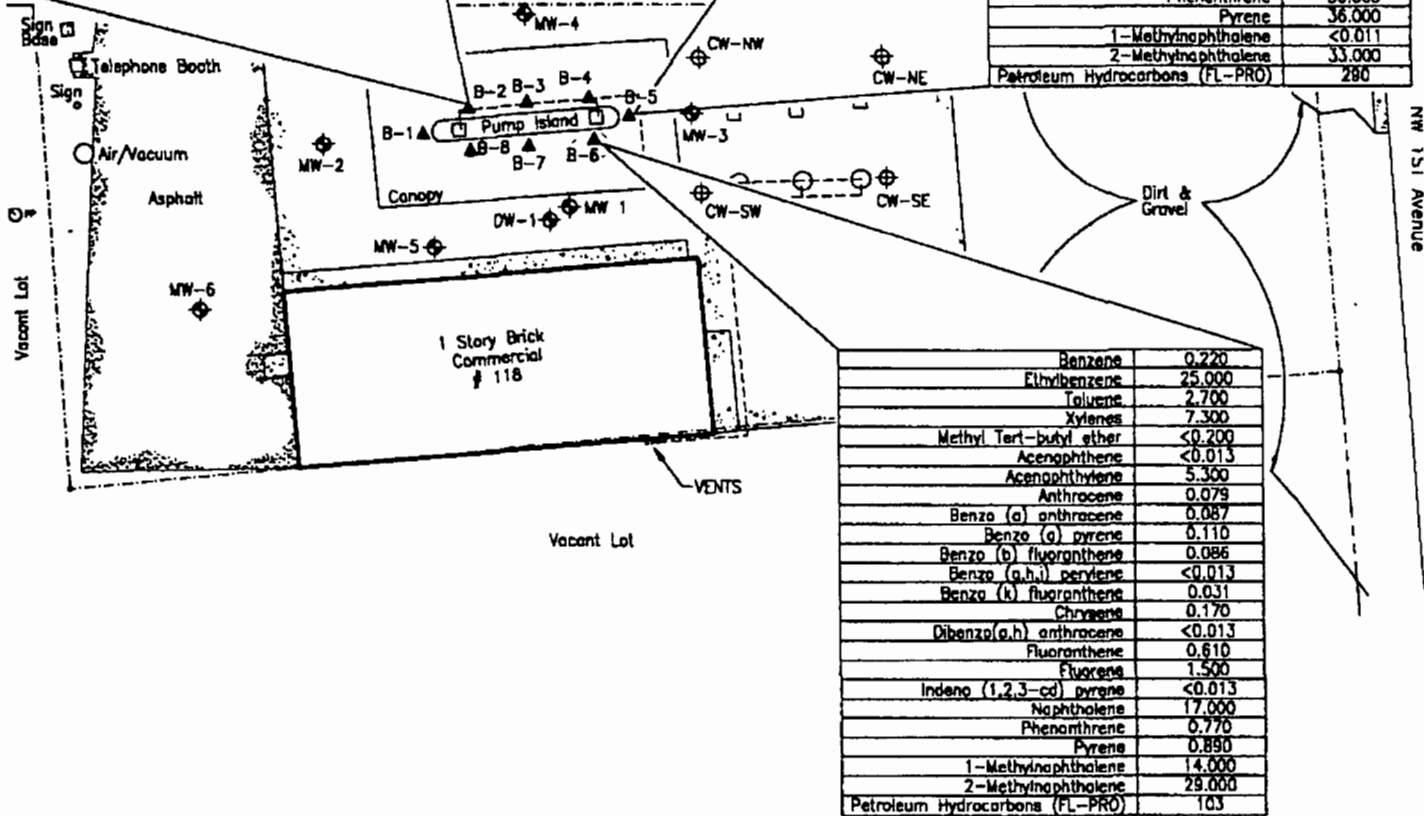 Pyrene 36.000
1-Methylnaphthalene <0.011
2-Methylnaphthalene 33.000
Petroleum Hydrocarbons (FL-PRO) 280
Sign Base
Telephone Booth
Sign
Air/Vacuum
Asphalt
Vacant Lot
MW-4
CW-NW
CW-NE
B-2
B-3
B-4
B-5
B-1
Pump Island
MW-3
MW-2
B-8
B-7
B-6
Canopy
CW-SW
CW-SE
DW-1
MW 1
MW-5
MW-6
Dirt &
Gravel
NW 1St Avenue
1 Story Brick
Commercial
# 118
VENTS
Vacant Lot
Benzene 0.220
Ethylbenzene 25.000
Toluene 2.700
Xylenes 7.300
Methyl Tert-butyl ether <0.200
Acenaphthene <0.013
Acenaphthylene 5.300
Anthracene 0.079
Benzo (a) anthracene 0.087
Benzo (a) pyrene 0.110
Benzo (b) fluoranthene 0.086
Benzo (g,h,i) perylene <0.013
Benzo (k) fluoranthene 0.031
Chrysene 0.170
Dibenzo(a,h) anthracene <0.013
Fluoranthene 0.610
Fluorene 1.500
Indeno (1,2,3-cd) pyrene <0.013
Naphthalene 17.000
Phenanthrene 0.770
Pyrene 0.890
1-Methylnaphthalene 14.000
2-Methylnaphthalene 29.000
Petroleum Hydrocarbons (FL-PRO) 103